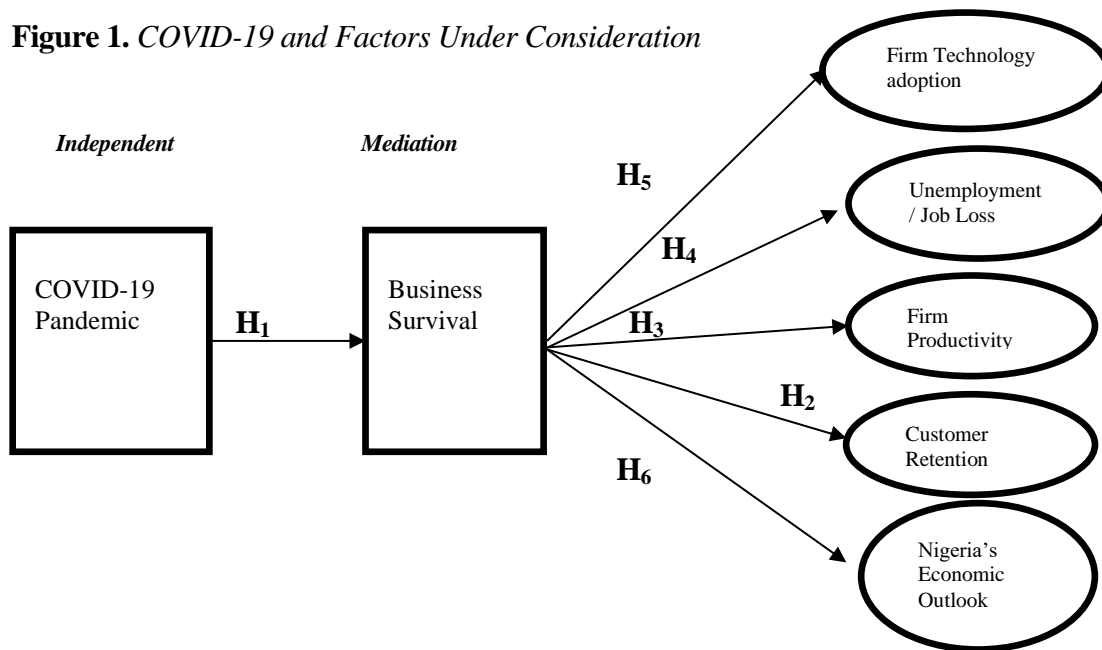 Figure 1. COVID-19 and Factors Under Consideration
Independent
Mediation
COVID-19
Pandemic
H1
Business
Survival
H5
H4
H3
H2
H6
Firm Technology
adoption
Unemployment
/ Job Loss
Firm
Productivity
Customer
Retention
Nigeria’s
Economic
Outlook